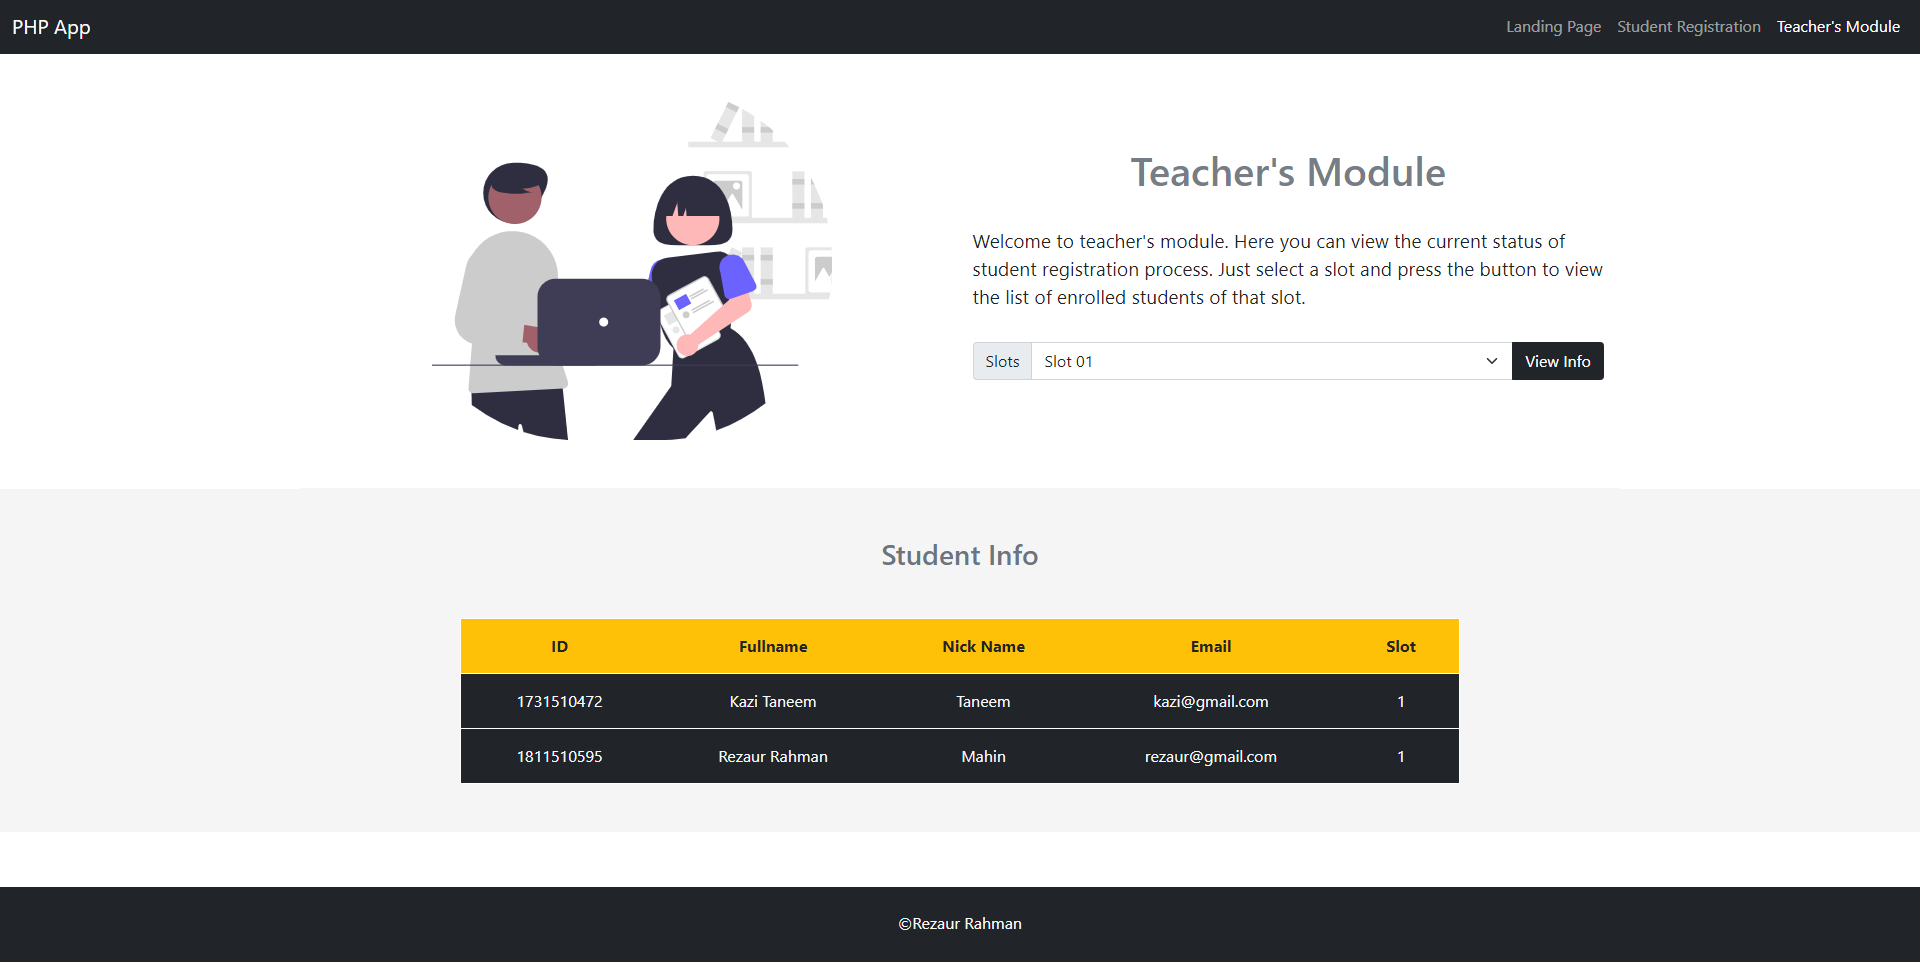 PHP App
Landing Page Student Registration Teacher's Module
Teacher's Module
Welcome to teacher's module. Here you can view the current status of
student registration process. Just select a slot and press the button to view
the list of enrolled students of that slot.
Slots Slot 01 View Info
Student Info
ID Fullname Nick Name Email Slot
1731510472 Kazi Taneem Taneem kazi@gmail.com 1
1811510595 Rezaur Rahman Mahin rezaur@gmail.com 1
©Rezaur Rahman